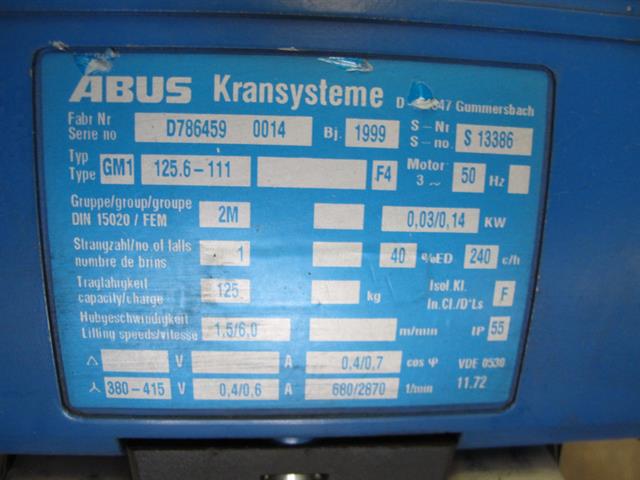 ABUS Kransysteme D 47 Gummersbach
Fabr Nr
Serie no D786459 0014 Bj. 1999 S-Nr
S-no. S 13386
Typ
Type GM1 125.6-111 F4 Motor
3 ~ 50 Hz
Gruppe/group/groupe
DIN 15020 / FEM 2M 0,03/0,14 KW
Strangzahl/no.of falls
numbre de brins 1 40 %ED 240 c/h
Tragfähigkeit
capacity/charge 125 kg Isol.Kl.
In.Cl./D°Ls F
Hubgeschwindigkeit
Lifling speeds/vitesse 1,5/6,0 m/min IP 55
△ V A 0,4/0,7 cos φ VDE 0530
⅄ 380-415 V 0,4/0,6 A 680/2870 1/min 11.72